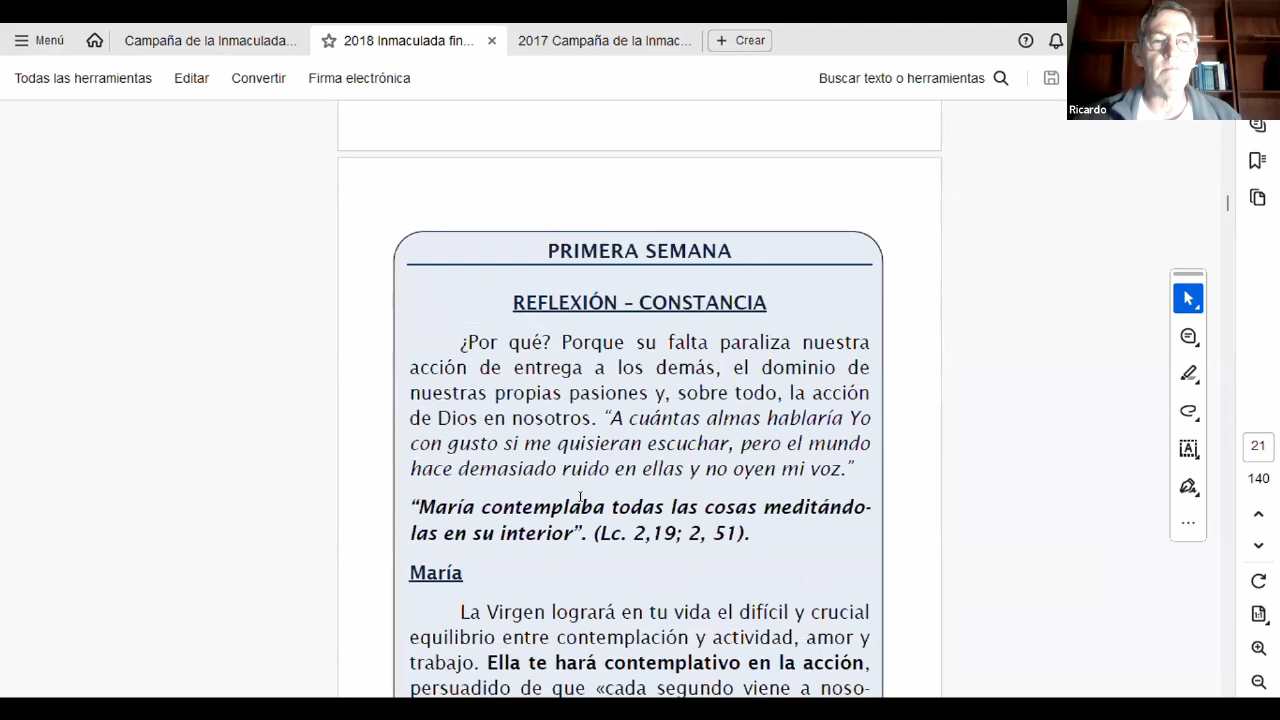 Menú
Campaña de la Inmaculada...
2018 Inmaculada fin...
2017 Campaña de la Inmac...
Crear
Todas las herramientas
Editar
Convertir
Firma electrónica
Buscar texto o herramientas
Ricardo
PRIMERA SEMANA
REFLEXIÓN – CONSTANCIA
¿Por qué? Porque su falta paraliza nuestra
acción de entrega a los demás, el dominio de
nuestras propias pasiones y, sobre todo, la acción
de Dios en nosotros. “A cuántas almas hablaría Yo
con gusto si me quisieran escuchar, pero el mundo
hace demasiado ruido en ellas y no oyen mi voz.”
“María contemplaba todas las cosas meditándo-
las en su interior”. (Lc. 2,19; 2, 51).
María
La Virgen logrará en tu vida el difícil y crucial
equilibrio entre contemplación y actividad, amor y
trabajo. Ella te hará contemplativo en la acción,
persuadido de que «cada segundo viene a noso-
21
140